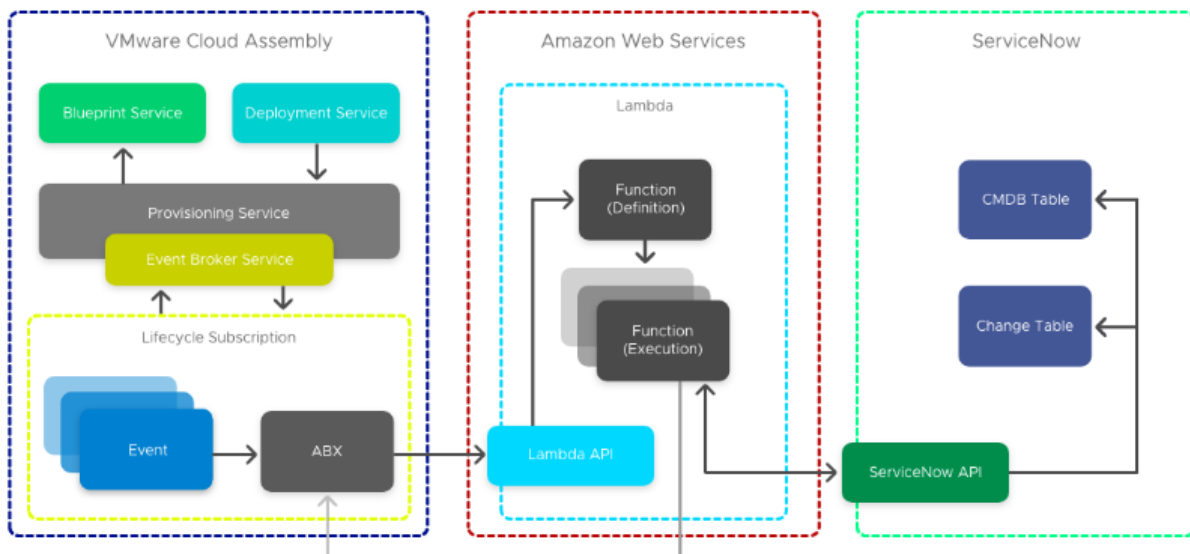 VMware Cloud Assembly
Blueprint Service
Deployment Service
Provisioning Service
Event Broker Service
Lifecycle Subscription
Event
ABX
Amazon Web Services
Lambda
Function
(Definition)
Function
(Execution)
Lambda API
ServiceNow
CMDB Table
Change Table
ServiceNow API